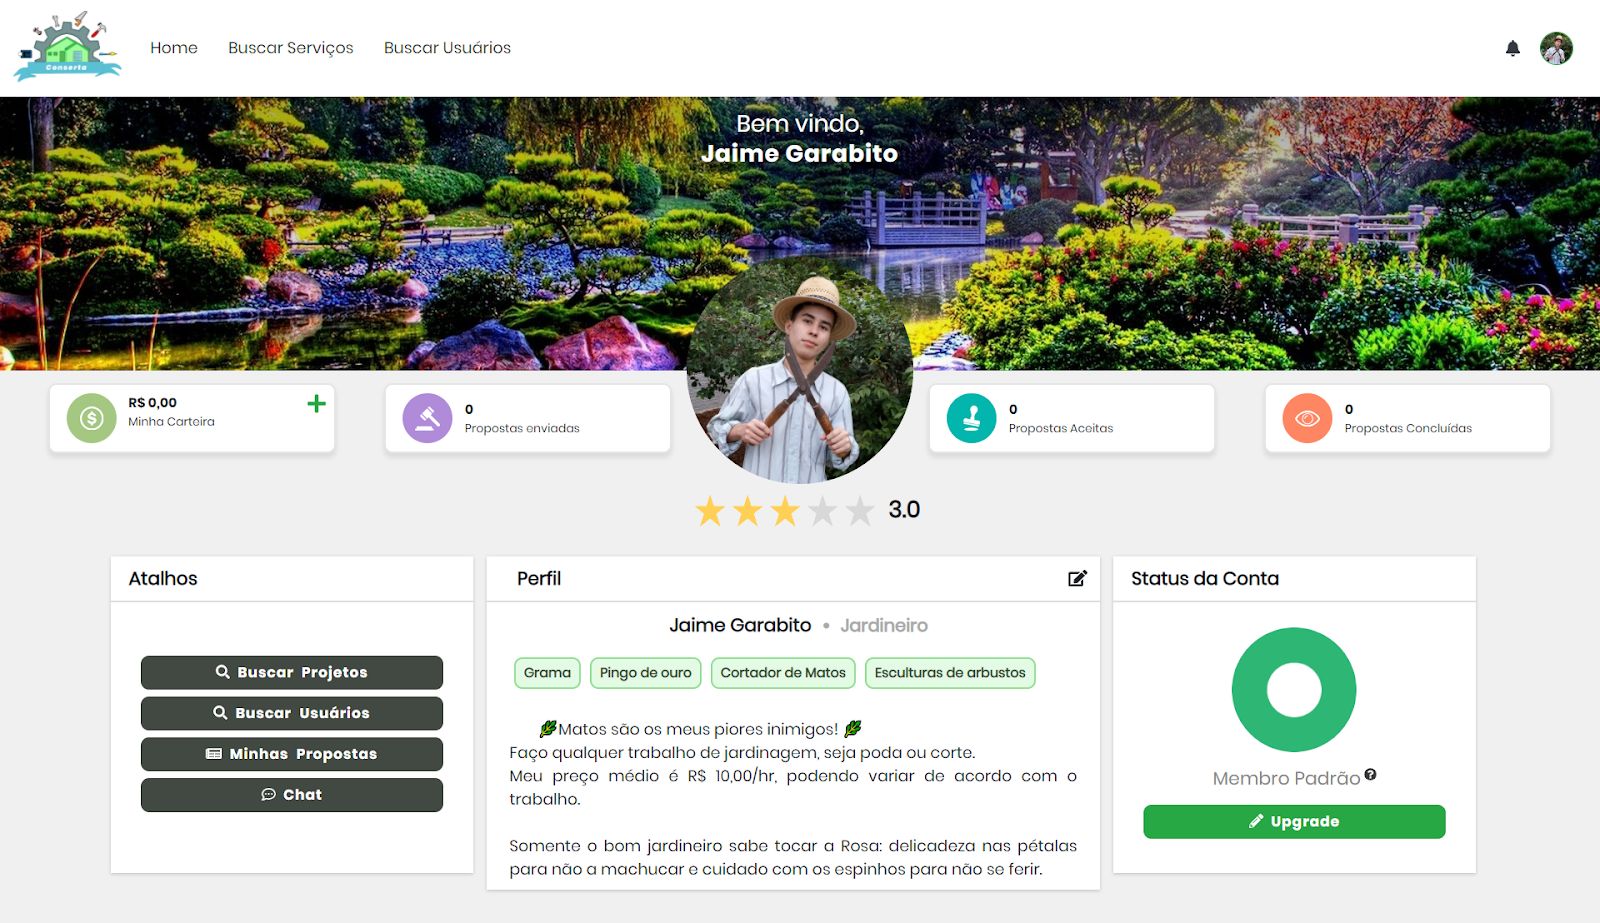 Conserta
Home
Buscar Serviços
Buscar Usuários
Bem vindo,
Jaime Garabito
R$ 0,00
Minha Carteira
0
Propostas enviadas
0
Propostas Aceitas
0
Propostas Concluídas
3.0
Atalhos
Buscar Projetos
Buscar Usuários
Minhas Propostas
Chat
Perfil
Jaime Garabito • Jardineiro
Grama
Pingo de ouro
Cortador de Matos
Esculturas de arbustos
🌿Matos são os meus piores inimigos! 🌿
Faço qualquer trabalho de jardinagem, seja poda ou corte.
Meu preço médio é R$ 10,00/hr, podendo variar de acordo com o
trabalho.
Somente o bom jardineiro sabe tocar a Rosa: delicadeza nas pétalas
para não a machucar e cuidado com os espinhos para não se ferir.
Status da Conta
Membro Padrão ?
Upgrade